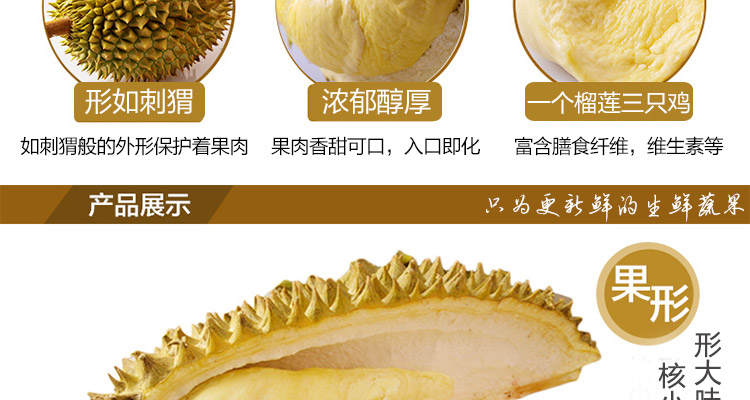 形如刺猬
浓郁醇厚
一个榴莲三只鸡
如刺猬般的外形保护着果肉
果肉香甜可口，入口即化
富含膳食纤维，维生素等
产品展示
只为更新鲜的生鲜蔬果
果形
形大味
核小